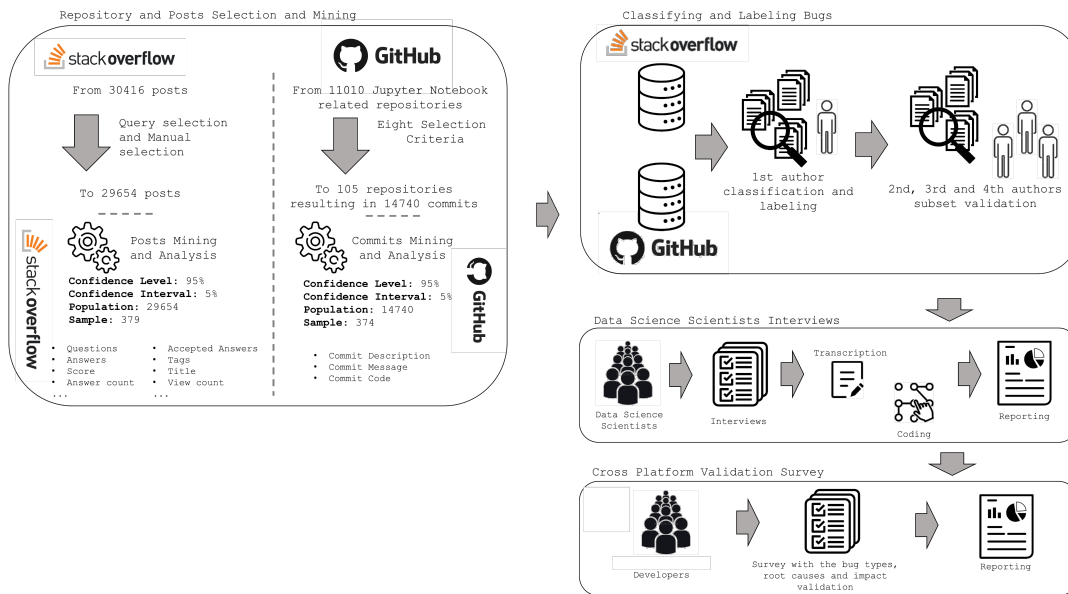 Repository and Posts Selection and Mining
stackoverflow
GitHub
From 30416 posts
From 11010 Jupyter Notebook
related repositories
Query selection
and Manual
selection
Eight Selection
Criteria
To 29654 posts
To 105 repositories
resulting in 14740 commits
Posts Mining
and Analysis
Commits Mining
and Analysis
stackoverflow
GitHub
Confidence Level: 95%
Confidence Interval: 5%
Population: 29654
Sample: 379
Confidence Level: 95%
Confidence Interval: 5%
Population: 14740
Sample: 374
• Questions
• Answers
• Score
• Answer count
...
• Accepted Answers
• Tags
• Title
• View count
...
• Commit Description
• Commit Message
• Commit Code
Classifying and Labeling Bugs
stackoverflow
GitHub
1st author
classification and
labeling
2nd, 3rd and 4th authors
subset validation
Data Science Scientists Interviews
Data Science
Scientists
Interviews
Transcription
Coding
Reporting
Cross Platform Validation Survey
Developers
Survey with the bug types,
root causes and impact
validation
Reporting